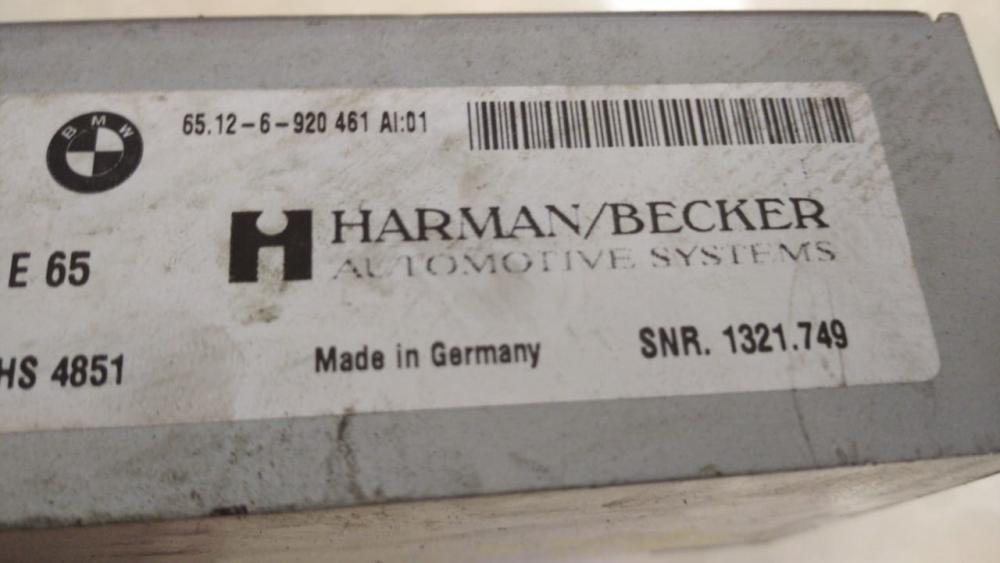 BMW
65.12-6-920 461 AI:01
HARMAN/BECKER
AUTOMOTIVE SYSTEMS
E 65
HS 4851
Made in Germany
SNR. 1321.749